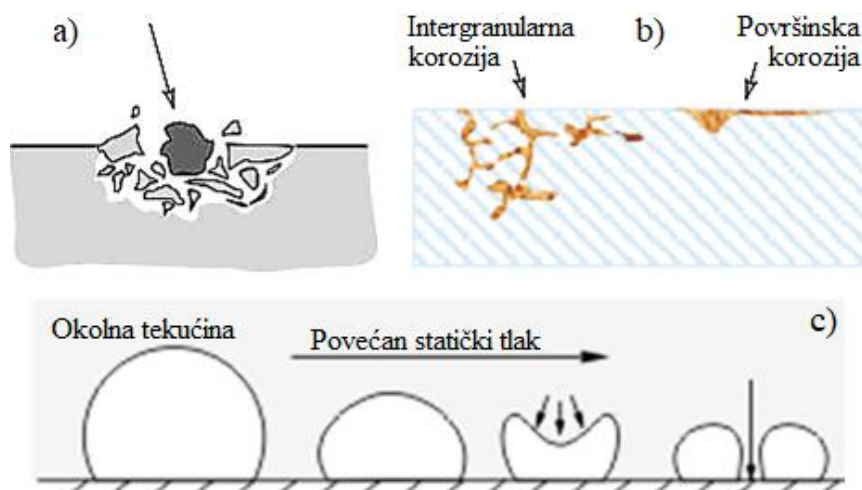 a)
Intergranularna
korozija
b)
Površinska
korozija
c)
Okolna tekućina
Povećan statički tlak